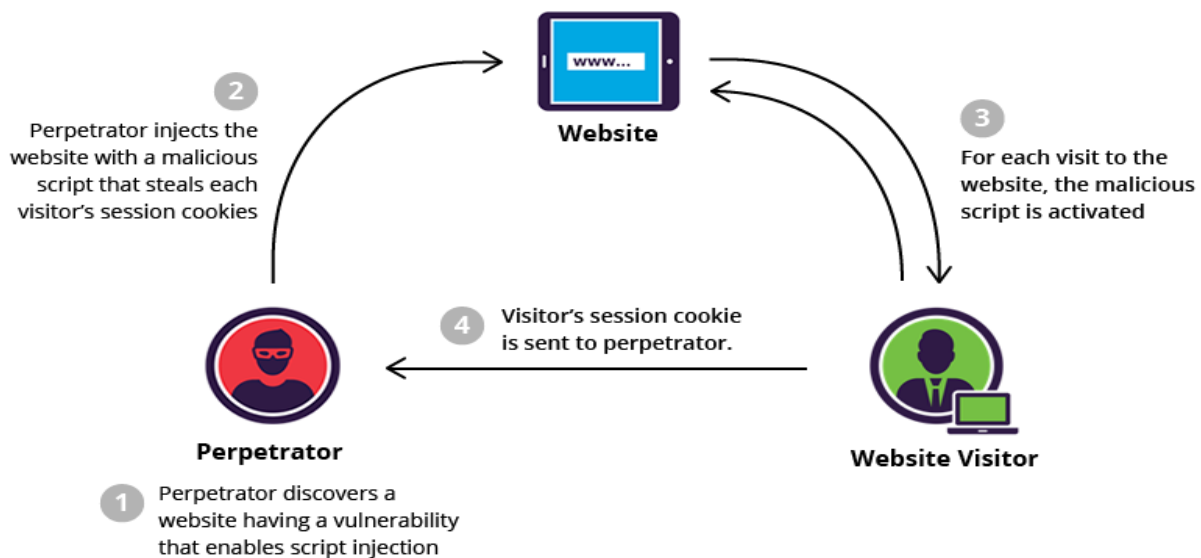 www...
Website
2
Perpetrator injects the
website with a malicious
script that steals each
visitor’s session cookies
3
For each visit to the
website, the malicious
script is activated
4
Visitor’s session cookie
is sent to perpetrator.
Perpetrator
Website Visitor
1
Perpetrator discovers a
website having a vulnerability
that enables script injection